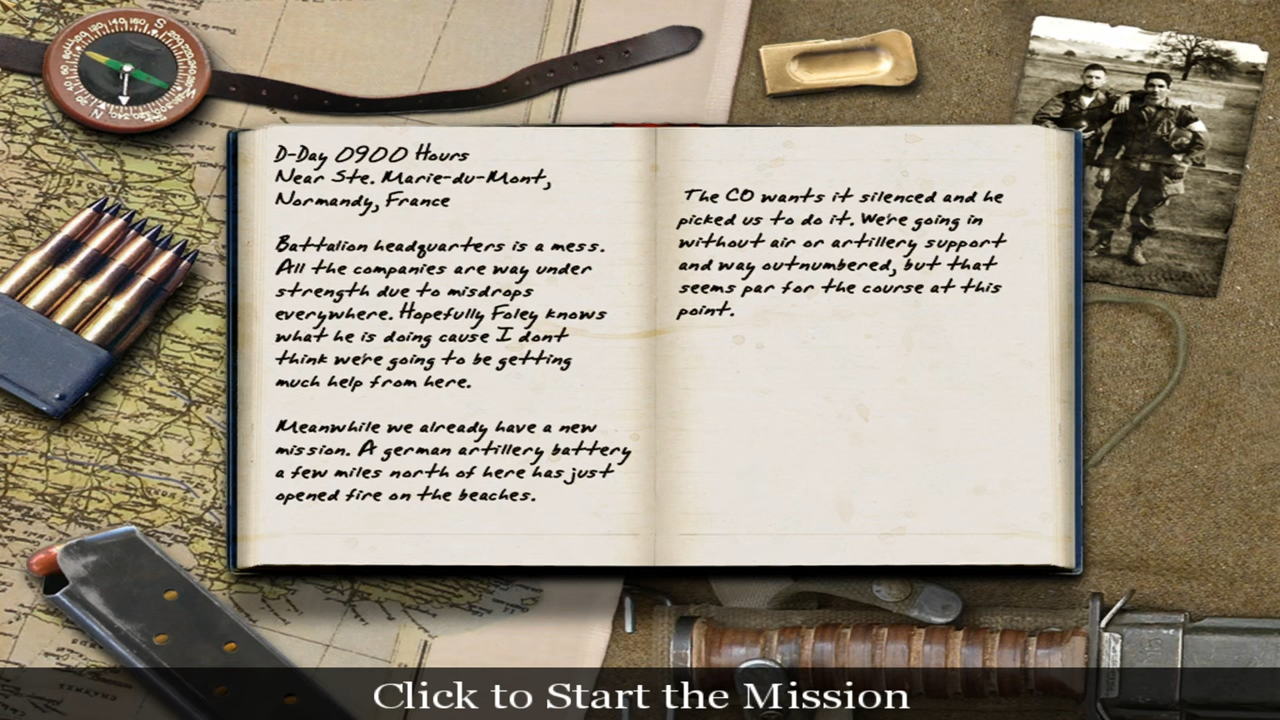 D-Day 0900 Hours
Near Ste. Marie-du-Mont,
Normandy, France
Battalion headquarters is a mess.
All the companies are way under
strength due to misdrops
everywhere. Hopefully Foley knows
what he is doing cause I dont
think we're going to be getting
much help from here.
Meanwhile we already have a new
mission. A german artillery battery
a few miles north of here has just
opened fire on the beaches.
The CO wants it silenced and he
picked us to do it. We're going in
without air or artillery support
and way outnumbered, but that
seems par for the course at this
point.
Click to Start the Mission